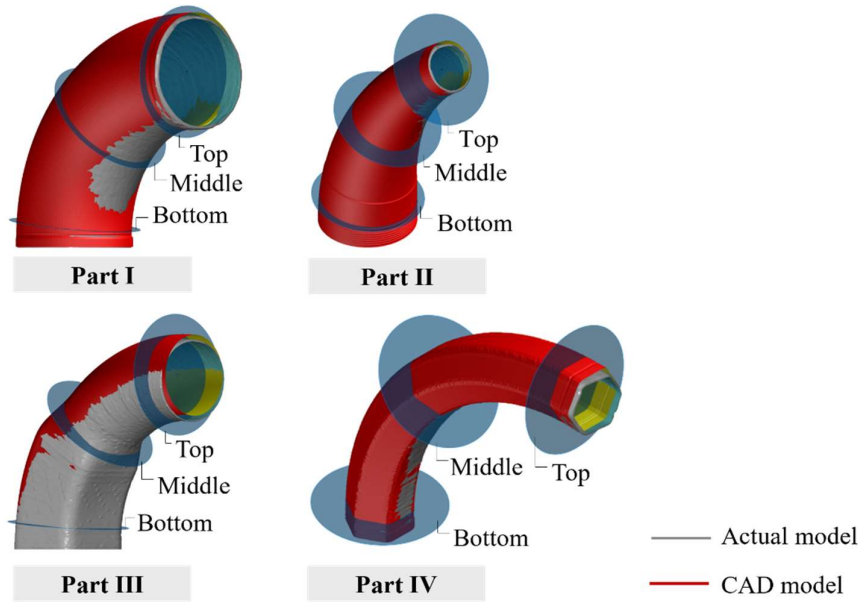 Top
Middle
Bottom
Part I
Top
Middle
Bottom
Part II
Top
Middle
Bottom
Part III
Middle
Top
Bottom
Part IV
Actual model
CAD model